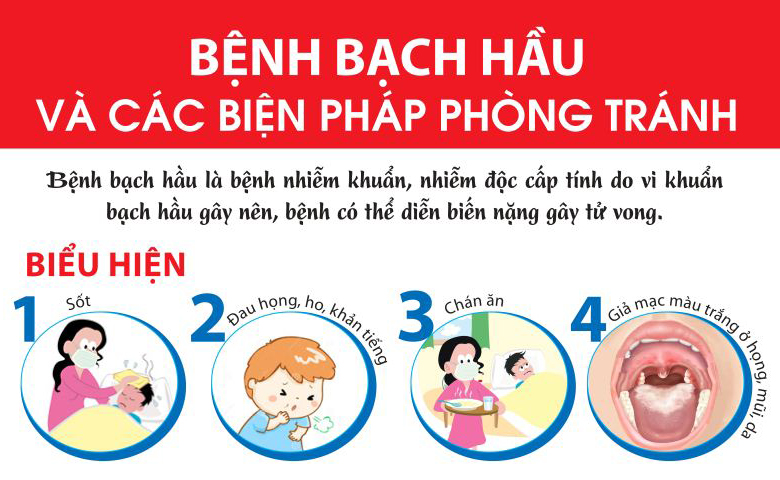 BỆNH BẠCH HẦU
VÀ CÁC BIỆN PHÁP PHÒNG TRÁNH
Bệnh bạch hầu là bệnh nhiễm khuẩn, nhiễm độc cấp tính do vi khuẩn
bạch hầu gây nên, bệnh có thể diễn biến nặng gây tử vong.
BIỂU HIỆN
1 Sốt
2 Đau họng, ho, khản tiếng
3 Chán ăn
4 Giả mạc màu trắng ở họng, mũi, da